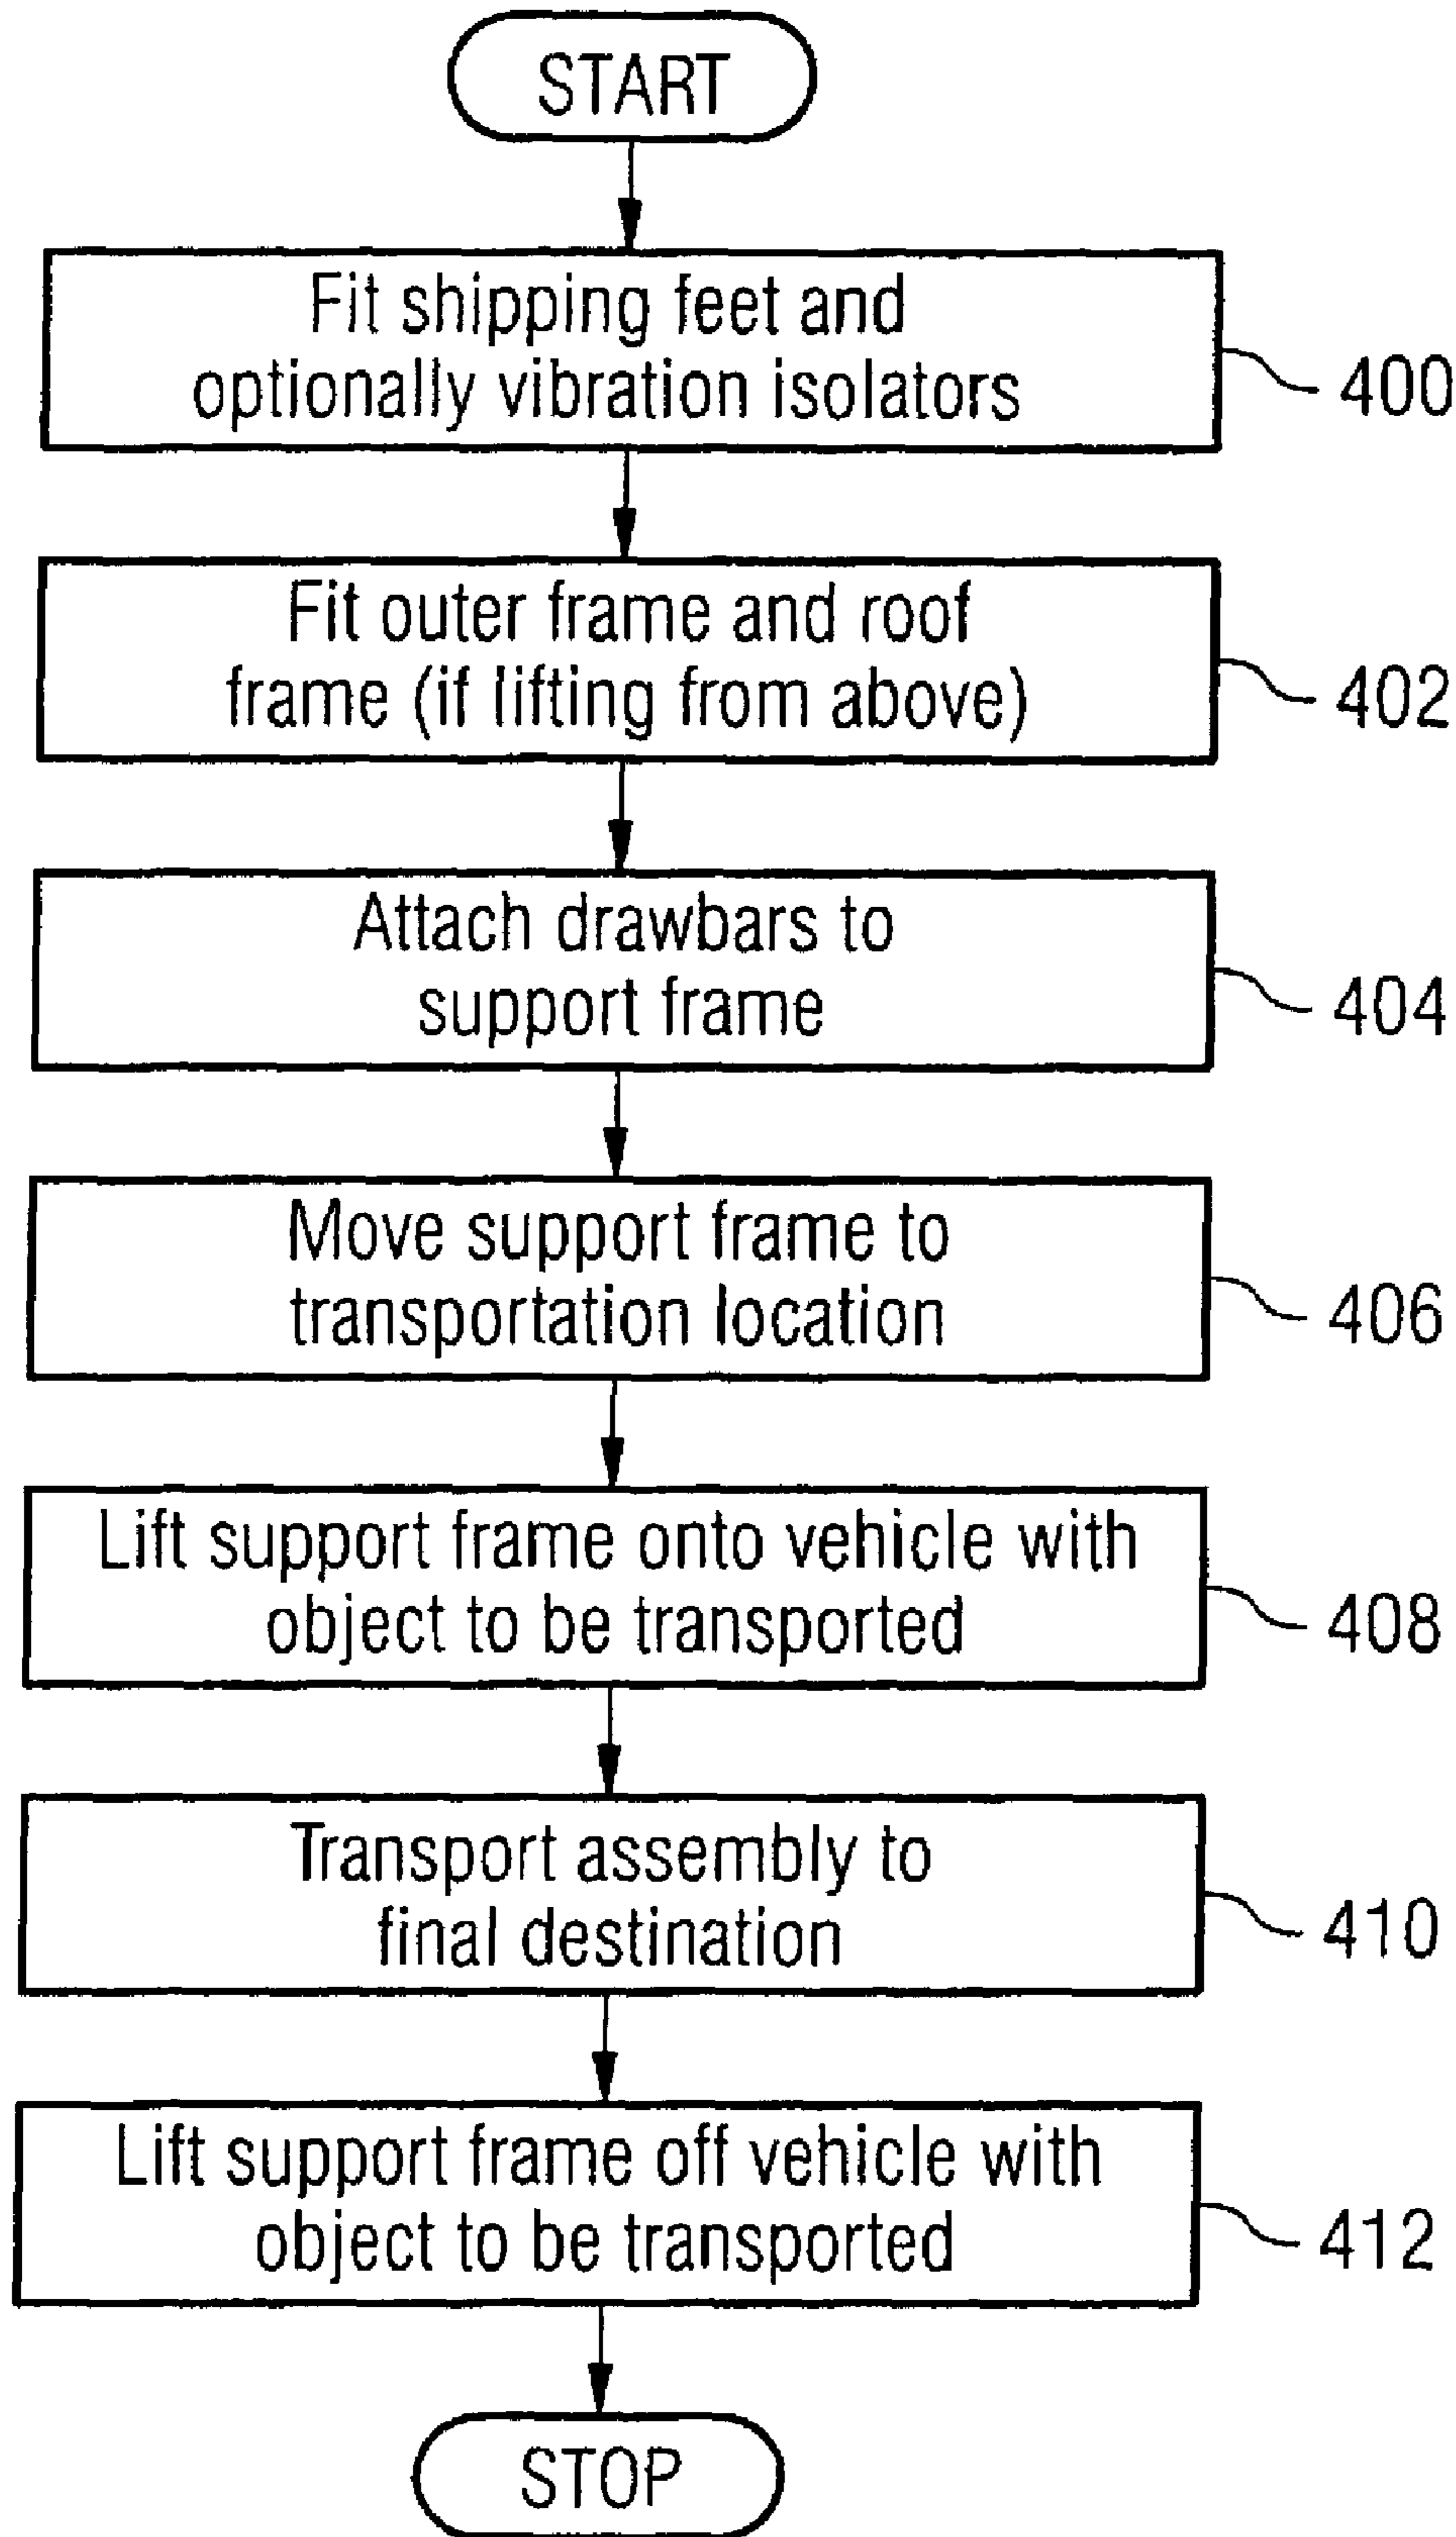 START
Fit shipping feet and
optionally vibration isolators
400
Fit outer frame and roof
frame (if lifting from above)
402
Attach drawbars to
support frame
404
Move support frame to
transportation location
406
Lift support frame onto vehicle with
object to be transported
408
Transport assembly to
final destination
410
Lift support frame off vehicle with
object to be transported
412
STOP